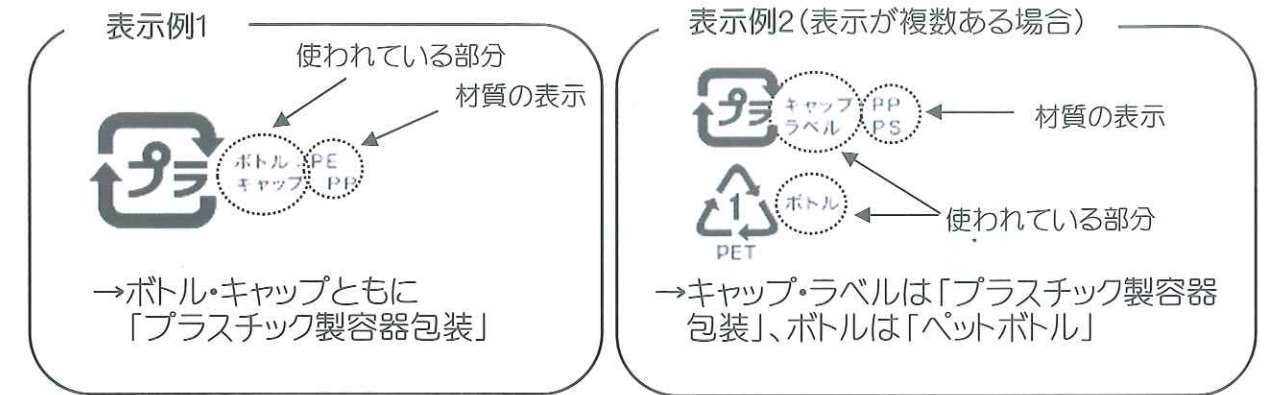 表示例1
使われている部分
材質の表示
プラ
ボトル:PE
キャップ PP
→ボトル・キャップともに
「プラスチック製容器包装」
表示例2(表示が複数ある場合)
プラ
キャップ PP
ラベル PS
材質の表示
1
ボトル
PET
使われている部分
→キャップ・ラベルは「プラスチック製容器
包装」、ボトルは「ペットボトル」